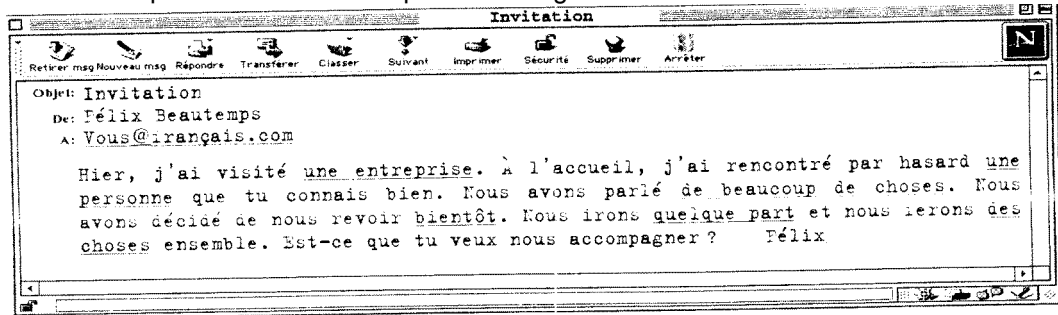 Invitation
N
Retirer msg Nouveau msg Répondre Transférer Classer Suivant Imprimer Sécurité Supprimer Arrêter
Objet: Invitation
De: Félix Beautemps
A: Vous@français.com
Hier, j'ai visité une entreprise. À l'accueil, j'ai rencontré par hasard une
personne que tu connais bien. Nous avons parlé de beaucoup de choses. Nous
avons décidé de nous revoir bientôt. Nous irons quelque part et nous ferons des
choses ensemble. Est-ce que tu veux nous accompagner ? Félix